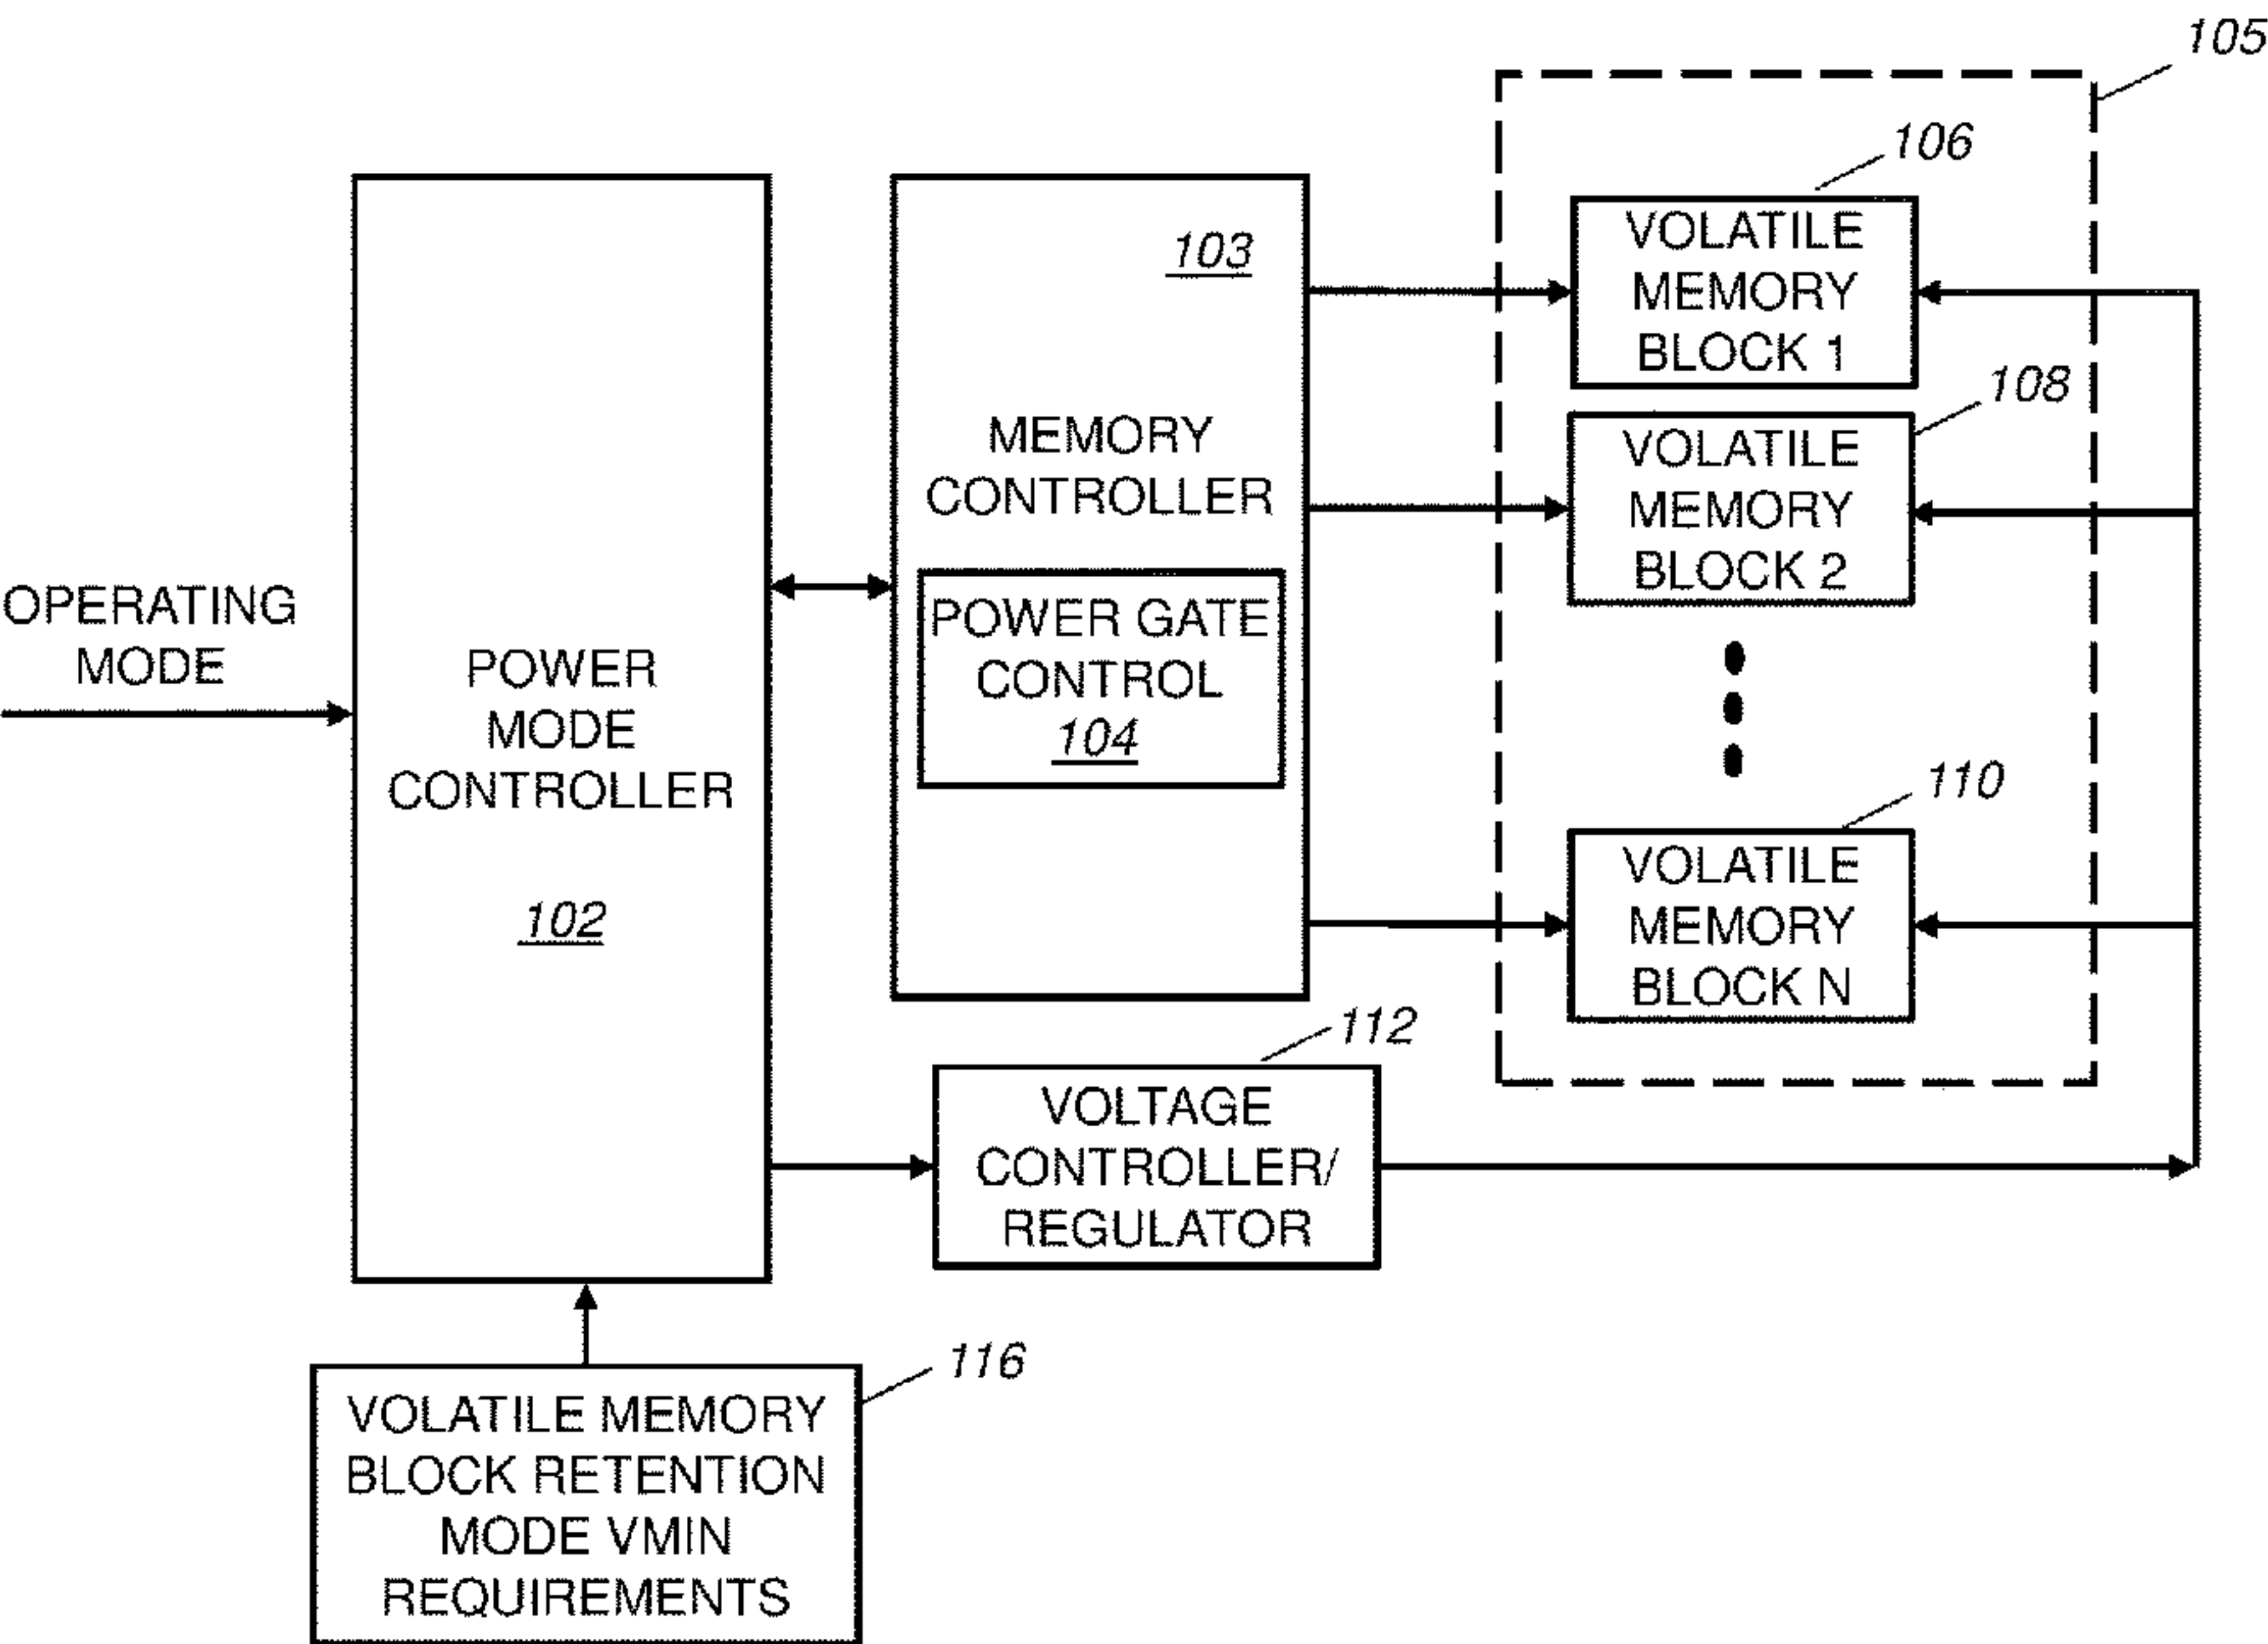 105
106
VOLATILE
MEMORY
BLOCK 1
103
108
MEMORY
CONTROLLER
VOLATILE
MEMORY
BLOCK 2
POWER GATE
CONTROL
104
OPERATING
MODE
POWER
MODE
CONTROLLER
102
110
VOLATILE
MEMORY
BLOCK N
112
VOLTAGE
CONTROLLER/
REGULATOR
116
VOLATILE MEMORY
BLOCK RETENTION
MODE VMIN
REQUIREMENTS